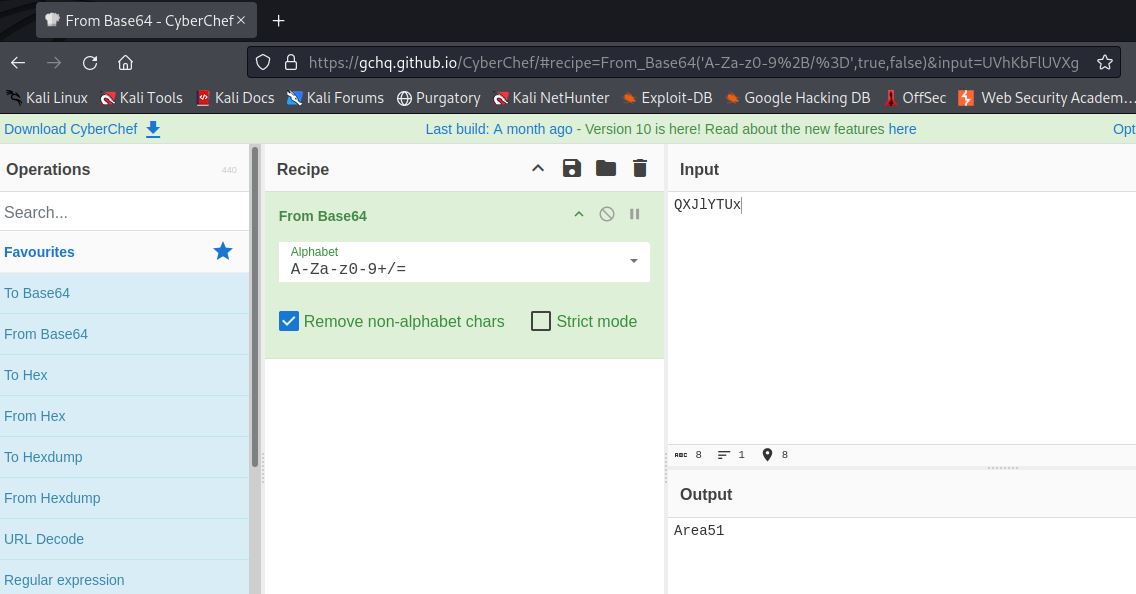 From Base64 - CyberChef ×
+
https://gchq.github.io/CyberChef/#recipe=From_Base64('A-Za-z0-9%2B/%3D',true,false)&input=UVhKbFlUVXg
Kali Linux Kali Tools Kali Docs Kali Forums Purgatory Kali NetHunter Exploit-DB Google Hacking DB OffSec Web Security Academ...
Download CyberChef Last build: A month ago - Version 10 is here! Read about the new features here Opt
Operations 440
Search...
Favourites
To Base64
From Base64
To Hex
From Hex
To Hexdump
From Hexdump
URL Decode
Regular expression
Recipe
From Base64
Alphabet
A-Za-z0-9+/=
Remove non-alphabet chars Strict mode
Input
QXJlYTUx
ABC 8 1 8
Output
Area51